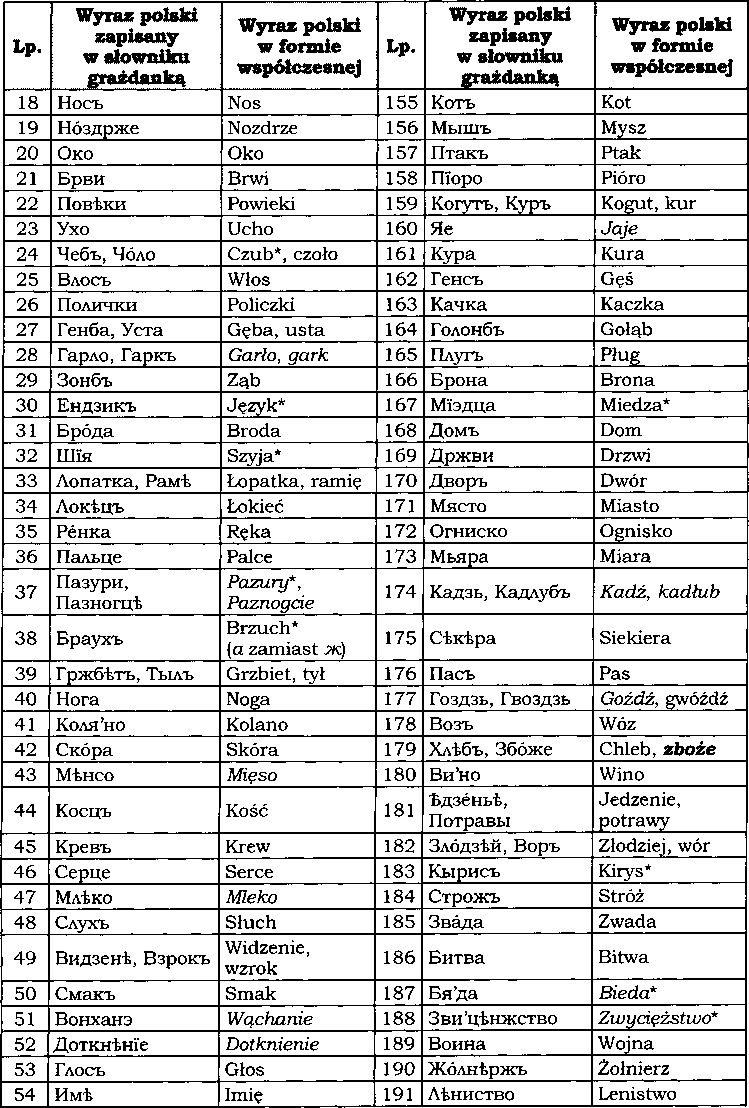 Lp. Wyraz polski zapisany w słowniku grażdanką Wyraz polski w formie współczesnej Lp. Wyraz polski zapisany w słowniku grażdanką Wyraz polski w formie współczesnej
18 Носъ Nos 155 Котъ Kot
19 Нóздрже Nozdrze 156 Мышъ Mysz
20 Око Oko 157 Птакъ Ptak
21 Брви Brwi 158 Пїоро Pióro
22 Повѣки Powieki 159 Когутъ, Куръ Kogut, kur
23 Ухо Ucho 160 Яе Jaje
24 Чебъ, Чóло Czub*, czoło 161 Кура Kura
25 Влосъ Włos 162 Генсъ Gęś
26 Полички Policzki 163 Качка Kaczka
27 Генба, Уста Gęba, usta 164 Голонбъ Gołąb
28 Гарло, Гаркъ Garło, gark 165 Плугъ Pług
29 Зонбъ Ząb 166 Брона Brona
30 Ендзикъ Język* 167 Мїэдца Miedza*
31 Брóда Broda 168 Домъ Dom
32 Шїя Szyja* 169 Држви Drzwi
33 Лопатка, Рамѣ Łopatka, ramię 170 Дворъ Dwór
34 Локѣцъ Łokieć 171 Място Miasto
35 Рéнка Ręka 172 Огниско Ognisko
36 Пальце Palce 173 Мьяра Miara
37 Пазури, Пазногцѣ Pazury*, Paznogcie 174 Кадзь, Кадлубъ Kadź, kadłub
38 Браухъ Brzuch* (a zamiast ж) 175 Сѣкѣра Siekiera
39 Гржбѣтъ, Тылъ Grzbiet, tył 176 Пасъ Pas
40 Нога Noga 177 Гоздзь, Гвоздзь Goźdź, gwóźdź
41 Коля’но Kolano 178 Возъ Wóz
42 Скóра Skóra 179 Хлѣбъ, Збóже Chleb, zboże
43 Мѣнсо Mięso 180 Ви’но Wino
44 Косцъ Kość 181 Ѣдзéньѣ, Потравы Jedzenie, potrawy
45 Кревъ Krew 182 Злóдзѣй, Воръ Złodziej, wór
46 Серце Serce 183 Кырисъ Kirys*
47 Млѣко Mleko 184 Строжъ Stróż
48 Слухъ Słuch 185 Звáда Zwada
49 Видзенѣ, Взрокъ Widzenie, wzrok 186 Битва Bitwa
50 Смакъ Smak 187 Бя’да Bieda*
51 Вонханэ Wąchanie 188 Зви’цѣнжство Zwyciężstwo*
52 Доткнѣнїе Dotknienie 189 Воина Wojna
53 Глосъ Głos 190 Жóлнѣржъ Żołnierz
54 Имѣ Imię 191 Лѣниство Lenistwo